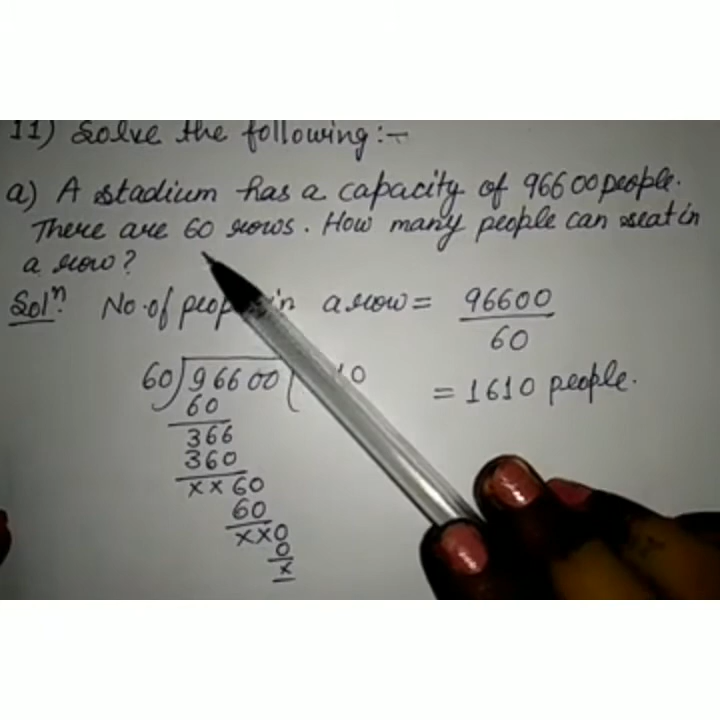 11) Solve the following:-
a) A stadium has a capacity of 96600 people.
There are 60 rows. How many people can seat in
a row?
Solⁿ. No. of in a row = 96600
60
60)96600( 10
= 1610 people.
60
366
360
xx60
60
xx0
0
x